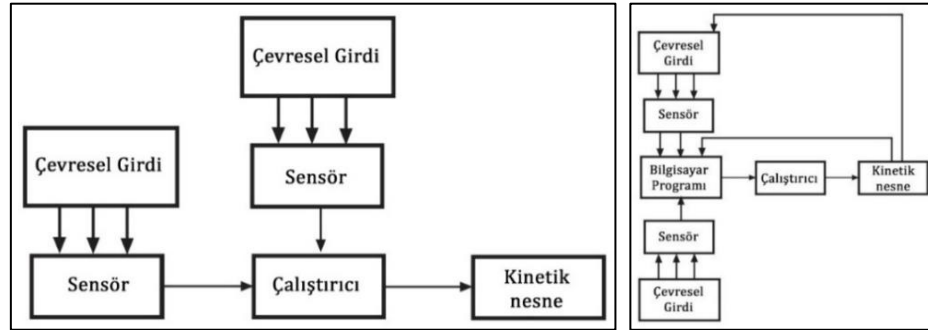 Çevresel Girdi
Çevresel Girdi
Sensör
Sensör
Çalıştırıcı
Kinetik
nesne
Çevresel
Girdi
Sensör
Bilgisayar
Programı
Çalıştırıcı
Kinetik
nesne
Sensör
Çevresel
Girdi